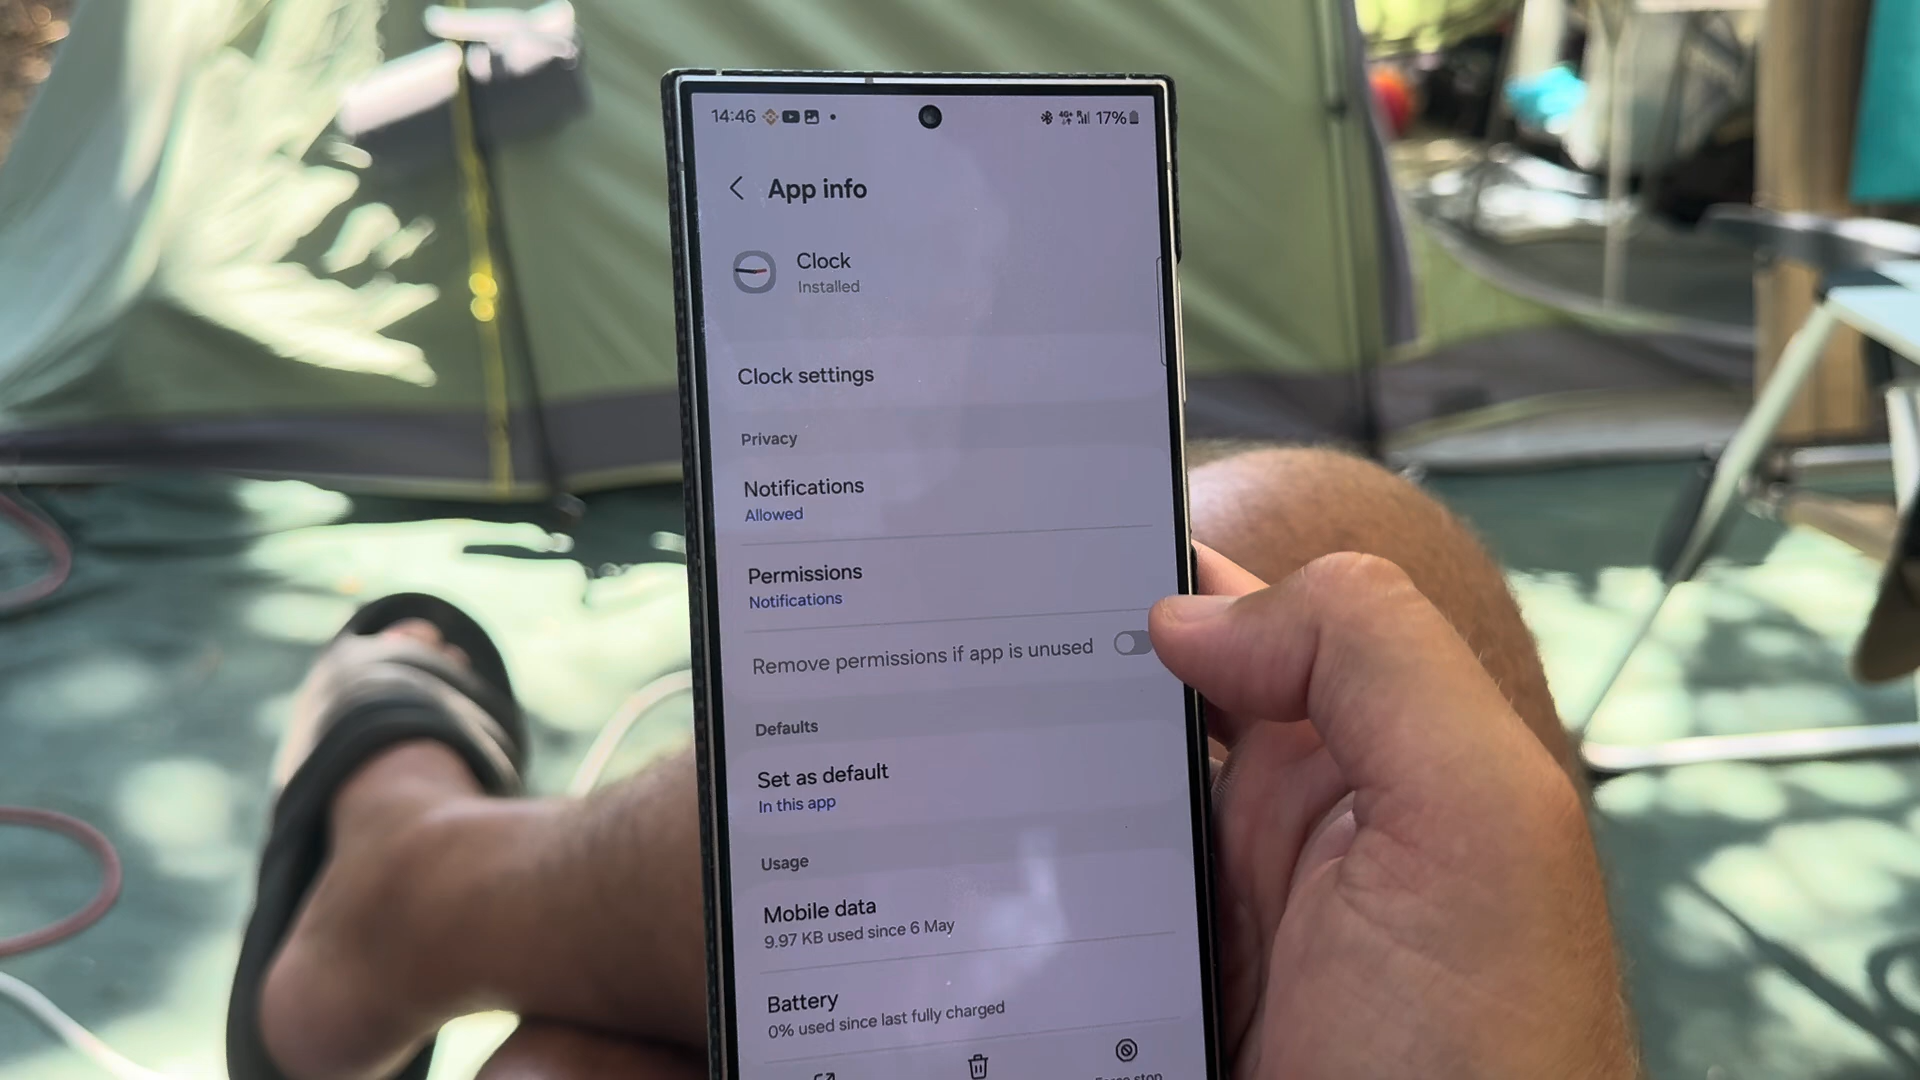 14:46 17%
App info
Clock
Installed
Clock settings
Privacy
Notifications
Allowed
Permissions
Notifications
Remove permissions if app is unused
Defaults
Set as default
In this app
Usage
Mobile data
9.97 KB used since 6 May
Battery
0% used since last fully charged
stop